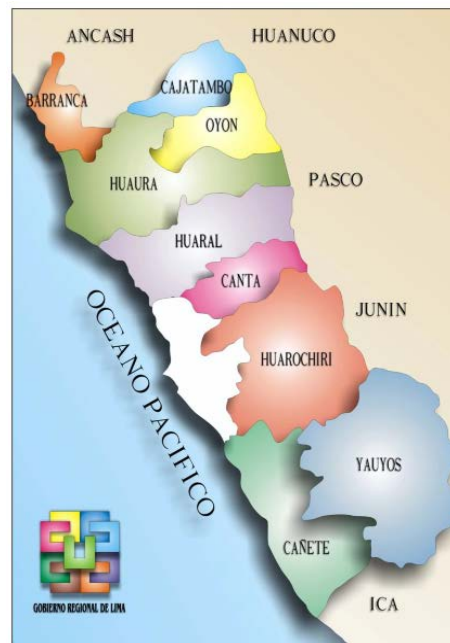 ANCASH
HUANUCO
CAJATAMBO
BARRANCA
OYON
HUAURA
PASCO
HUARAL
CANTA
JUNIN
OCEANO PACIFICO
HUAROCHIRI
YAUYOS
CAÑETE
ICA
GOBIERNO REGIONAL DE LIMA